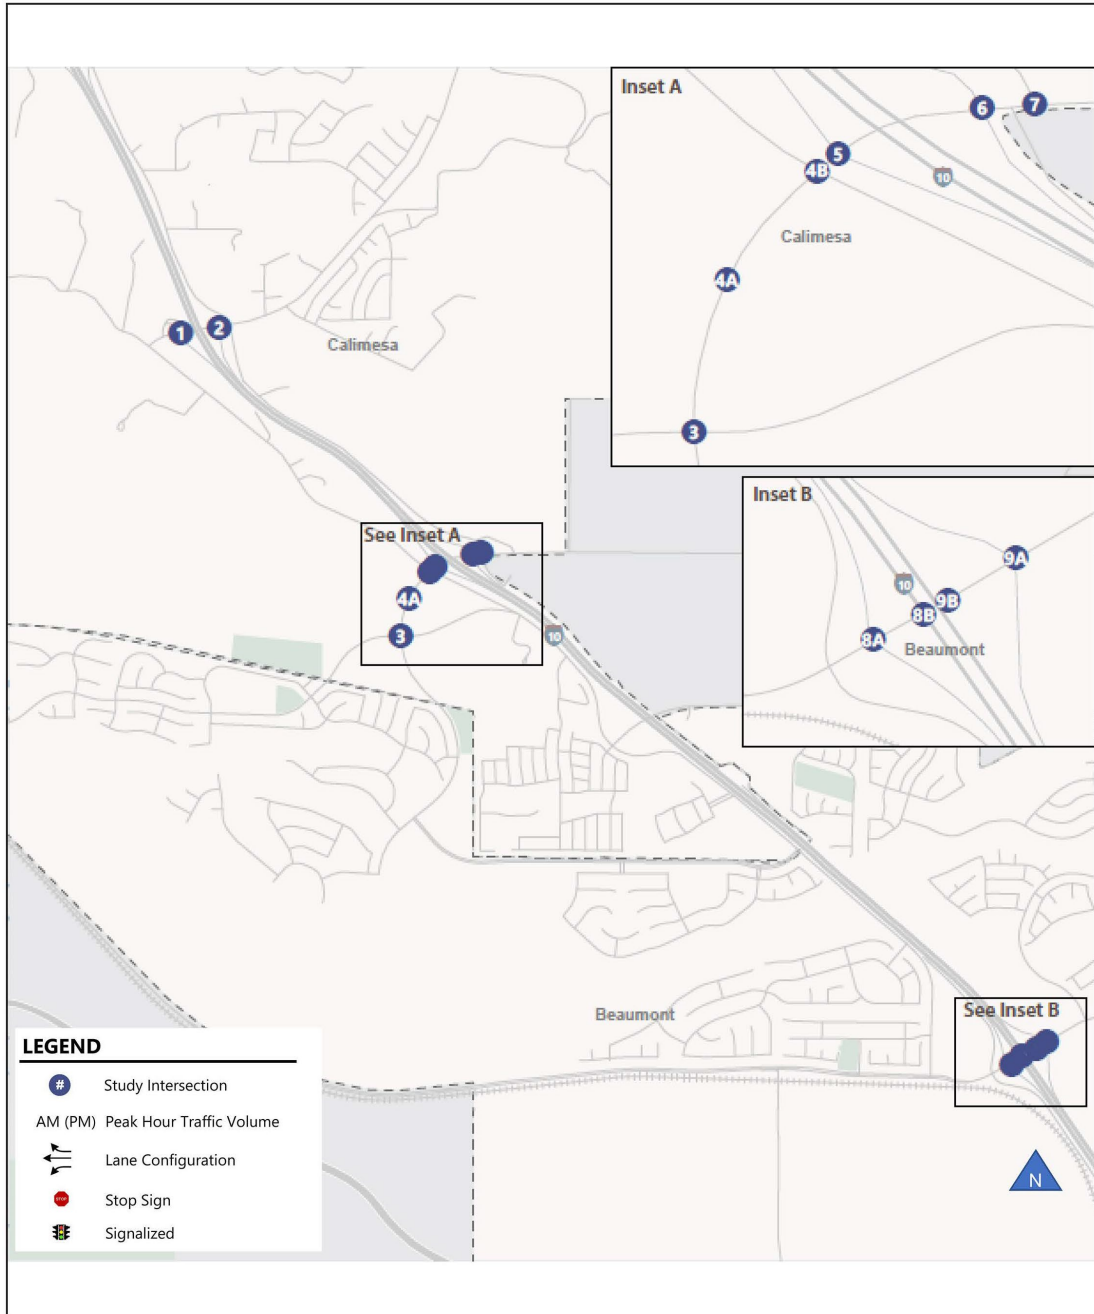 Inset A
6
7
5
4B
10
Calimesa
4A
3
1
2
Calimesa
Inset B
9A
10
9B
8B
8A
Beaumont
See Inset A
4A
3
10
Beaumont
See Inset B
N
LEGEND
# Study Intersection
AM (PM) Peak Hour Traffic Volume
Lane Configuration
STOP Stop Sign
Signalized